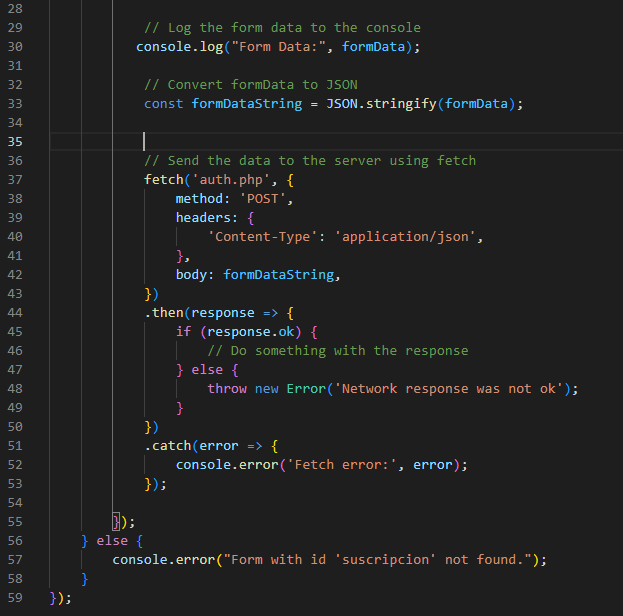 28
29 // Log the form data to the console
30 console.log("Form Data:", formData);
31
32 // Convert formData to JSON
33 const formDataString = JSON.stringify(formData);
34
35
36 // Send the data to the server using fetch
37 fetch('auth.php', {
38 method: 'POST',
39 headers: {
40 'Content-Type': 'application/json',
41 },
42 body: formDataString,
43 })
44 .then(response => {
45 if (response.ok) {
46 // Do something with the response
47 } else {
48 throw new Error('Network response was not ok');
49 }
50 })
51 .catch(error => {
52 console.error('Fetch error:', error);
53 });
54
55 });
56 } else {
57 console.error("Form with id 'suscripcion' not found.");
58 }
59 });